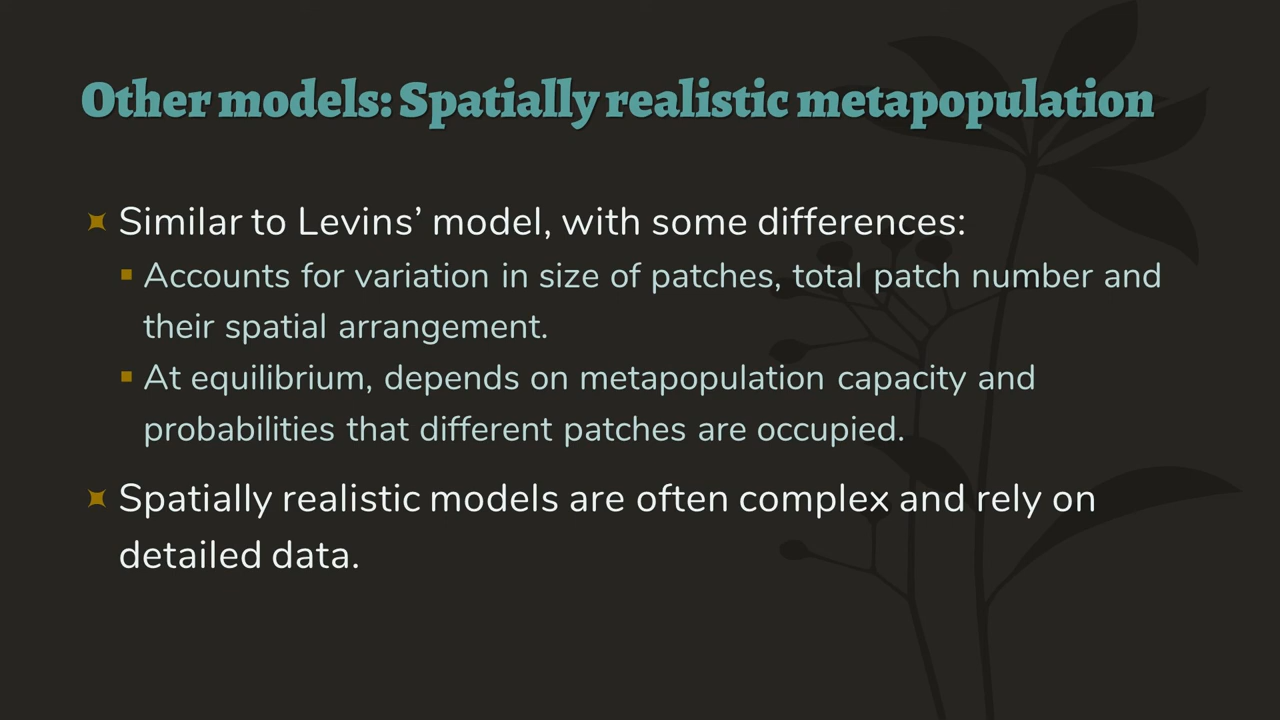 Other models: Spatially realistic metapopulation
Similar to Levins’ model, with some differences:
Accounts for variation in size of patches, total patch number and
their spatial arrangement.
At equilibrium, depends on metapopulation capacity and
probabilities that different patches are occupied.
Spatially realistic models are often complex and rely on
detailed data.